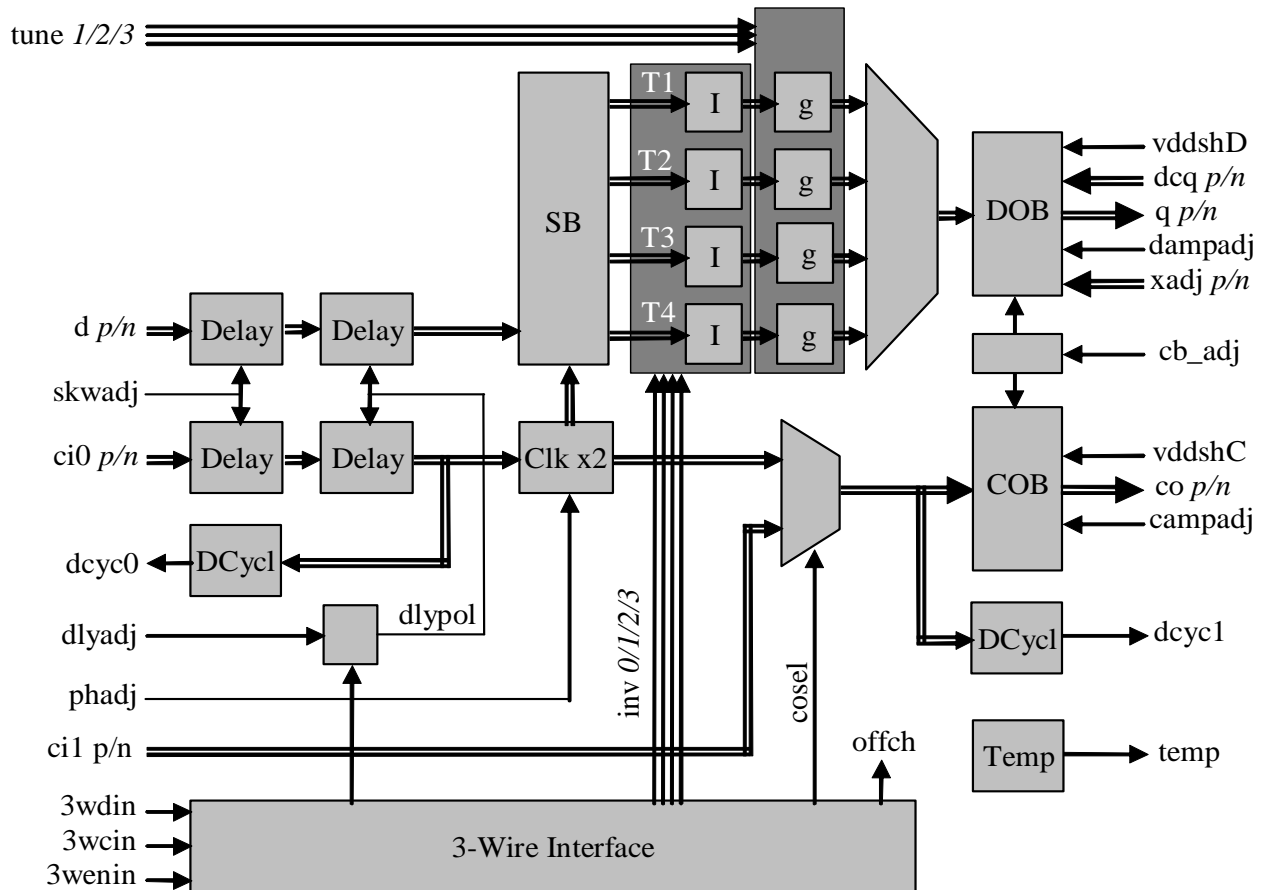 tune 1/2/3
T1 I g
T2 I g
SB
T3 I g
T4 I g
vddshD
dcq p/n
DOB
q p/n
dampadj
xadj p/n
d p/n
Delay Delay
cb_adj
skwadj
ci0 p/n
Delay Delay
Clk x2
vddshC
COB
co p/n
campadj
dcyc0
DCycl
dlypol
dlyadj
inv 0/1/2/3
cosel
DCycl
dcyc1
phadj
ci1 p/n
offch
Temp
temp
3wdin
3wcin
3-Wire Interface
3wenin